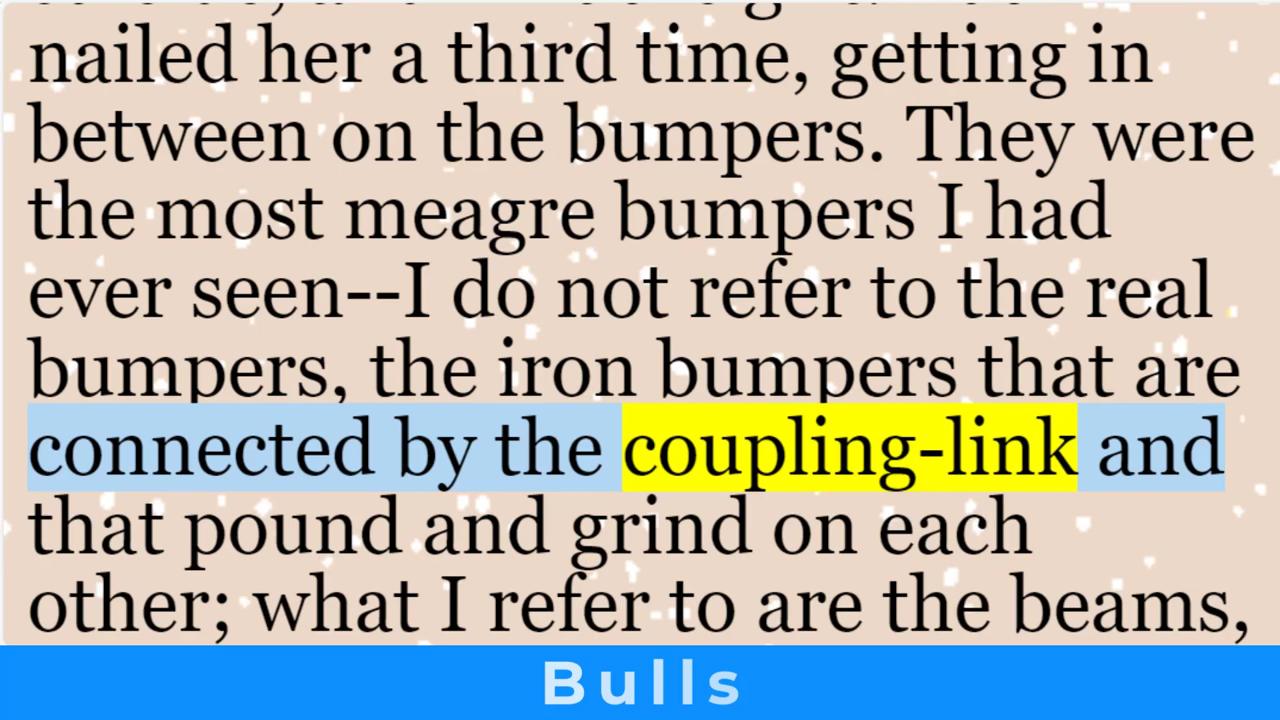 nailed her a third time, getting in
between on the bumpers. They were
the most meagre bumpers I had
ever seen--I do not refer to the real
bumpers, the iron bumpers that are
connected by the coupling-link and
that pound and grind on each
other; what I refer to are the beams,
Bulls